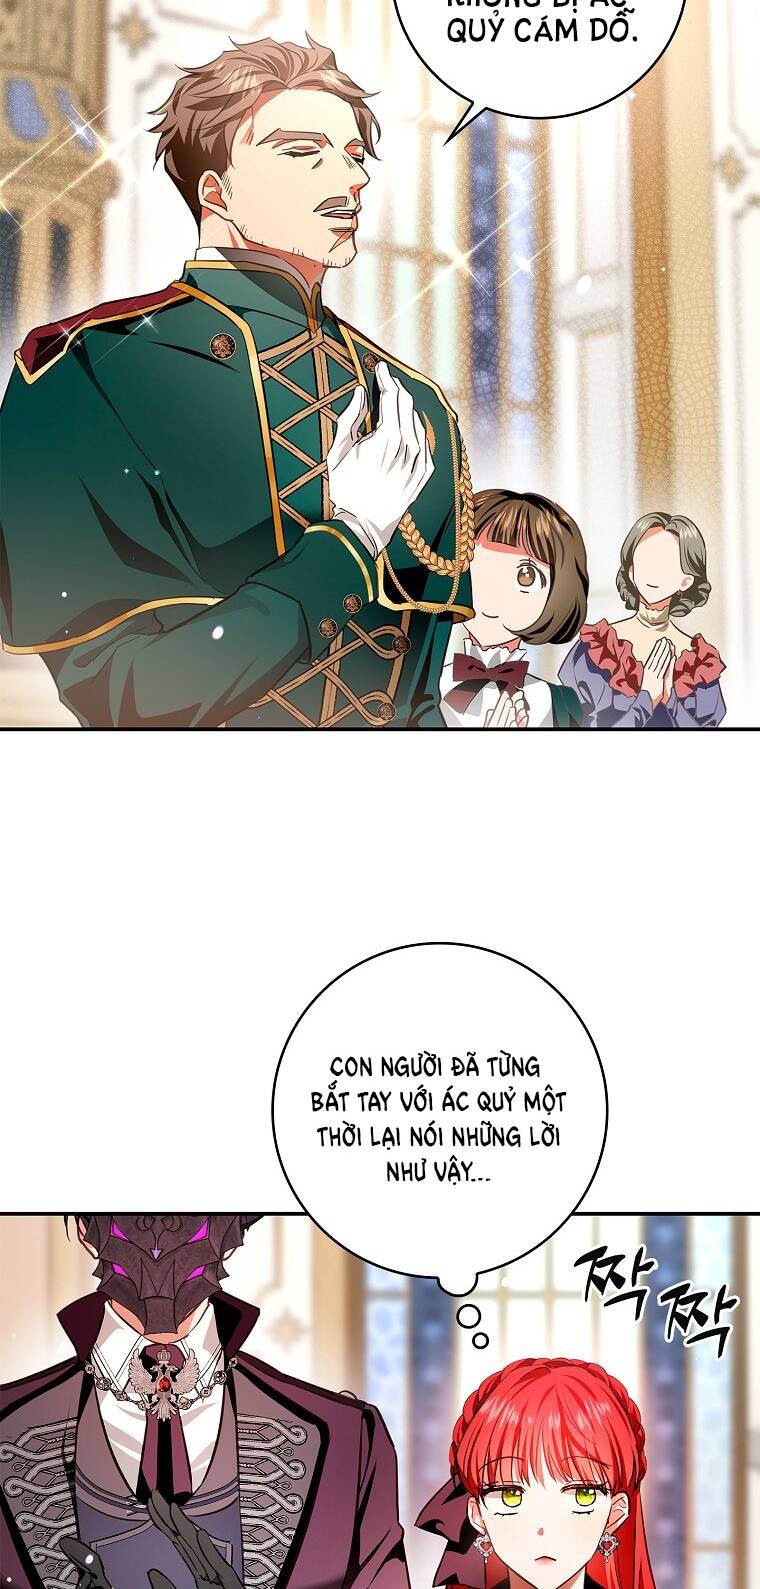 QUỶ CÁM DỖ.
CON NGƯỜI ĐÃ TỪNG
BẮT TAY VỚI ÁC QUỶ MỘT
THỜI LẠI NÓI NHỮNG LỜI
NHƯ VẬY...
짝
짝